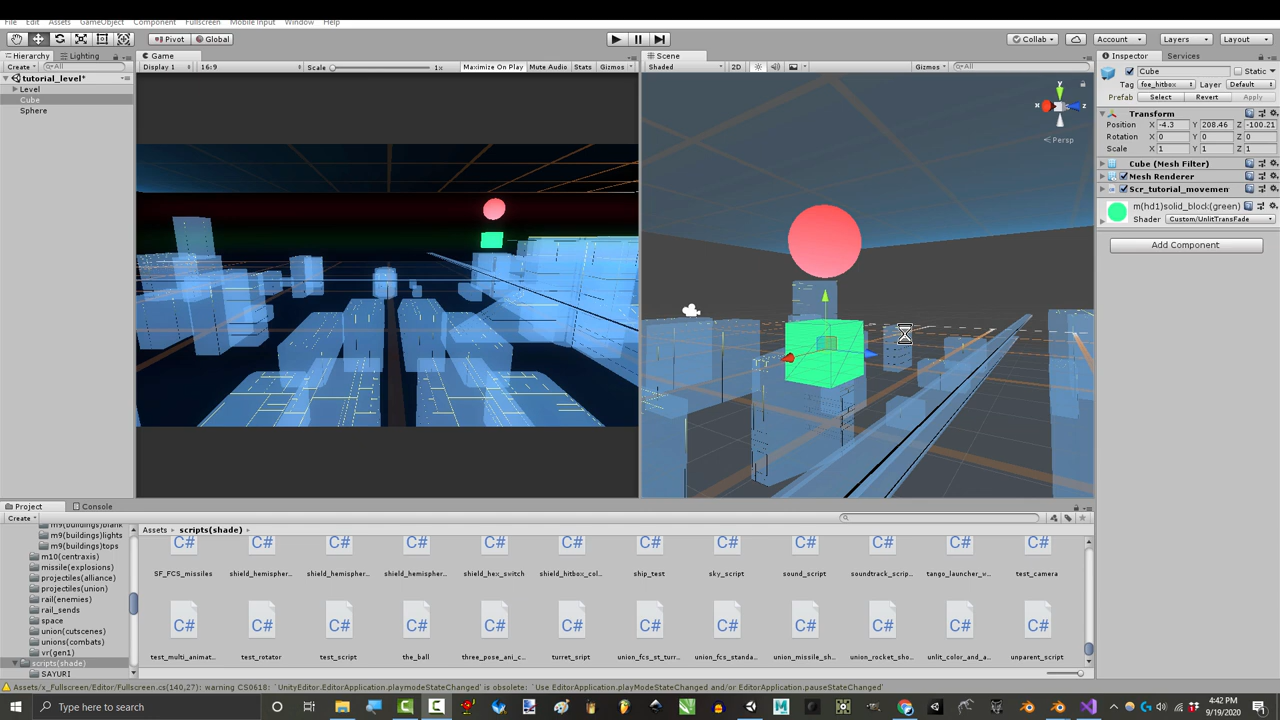 File Edit Assets GameObject Component Fullscreen Mobile Input Window Help
Pivot Global Collab Account Layers Layout
Hierarchy Lighting Game Scene Inspector Services
Create All Display 1 16:9 Scale 1x Maximize On Play Mute Audio Stats Gizmos Shaded 2D Gizmos All Cube Static
tutorial_level*
Level
Cube
Sphere
y
x
z
Persp
Tag foe_hitbox Layer Default
Prefab Select Revert Apply
Transform
Position X -4.3 Y 208.46 Z -100.21
Rotation X 0 Y 0 Z 0
Scale X 1 Y 1 Z 1
Cube (Mesh Filter)
Mesh Renderer
Scr_tutorial_movemen
m(hd1)solid_block(green)
Shader Custom/UnlitTransFade
Add Component
Project Console
Create
Assets scripts(shade)
m9(buildings)blank
m9(buildings)lights
m9(buildings)tops
m10(centraxis)
missile(explosions)
projectiles(alliance)
projectiles(union)
rail(enemies)
rail_sends
space
union(cutscenes)
unions(combats)
vr(gen1)
scripts(shade)
SAYURI
C# C# C# C# C# C# C# C# C# C# C# C#
SF_FCS_missiles shield_hemispher... shield_hemispher... shield_hemispher... shield_hex_switch shield_hitbox_col... ship_test sky_script sound_script soundtrack_scrip... tango_launcher_v... test_camera
C# C# C# C# C# C# C# C# C# C# C# C#
test_multi_animat... test_rotator test_script the_ball three_pose_ani_c... turret_sript union_fcs_st_turr... union_fcs_vmda... union_missile_sh... union_rocket_sho... unlit_color_and_a... unparent_script
Assets/x_Fullscreen/Editor/Fullscreen.cs(140,27): warning CS0618: `UnityEditor.EditorApplication.playmodeStateChanged' is obsolete: `Use EditorApplication.playModeStateChanged and/or EditorApplication.pauseStateChanged'
Type here to search
4:42 PM
9/19/2020